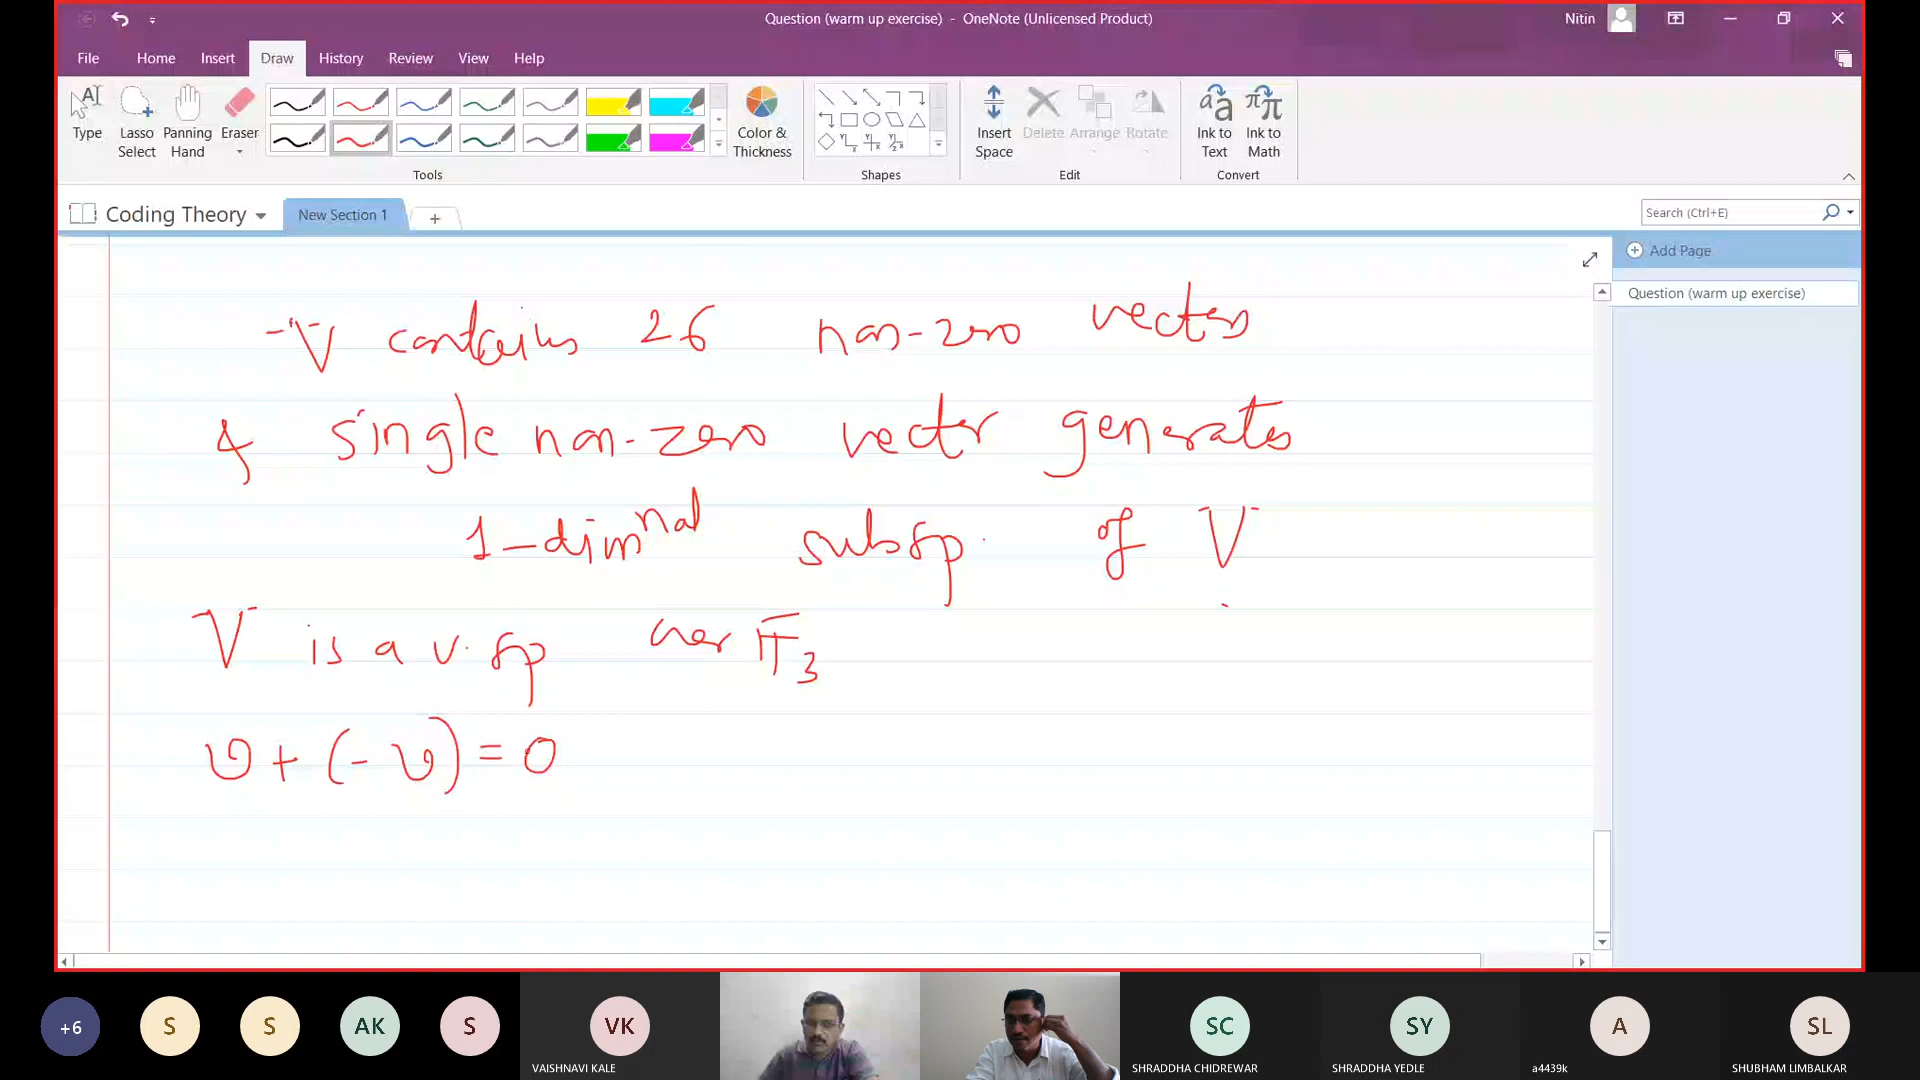 Question (warm up exercise) - OneNote (Unlicensed Product)
Nitin
File Home Insert Draw History Review View Help
Type
Lasso Select
Panning Hand
Eraser
Color & Thickness
Insert Space
Delete
Arrange
Rotate
Ink to Text
Ink to Math
Tools
Shapes
Edit
Convert
Coding Theory
New Section 1
Search (Ctrl+E)
Add Page
Question (warm up exercise)
V contains 26 non-zero vectors
& single non-zero vector generates
1-dimnal subsp. of V
V is a v. sp over F3
v + (-v) = 0
+6
S
S
AK
S
VK
VAISHNAVI KALE
SC
SHRADDHA CHIDREWAR
SY
SHRADDHA YEDLE
A
a4439k
SL
SHUBHAM LIMBALKAR